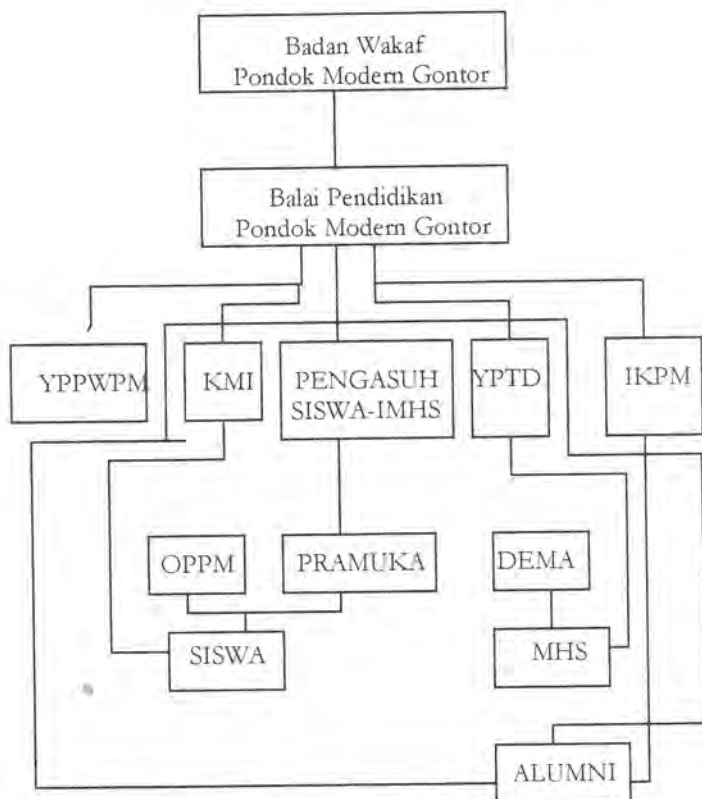 Badan Wakaf
Pondok Modern Gontor
Balai Pendidikan
Pondok Modern Gontor
YPPWPM
KMI
PENGASUH
SISWA-IMHS
YPTD
IKPM
OPPM
PRAMUKA
DEMA
SISWA
MHS
ALUMNI